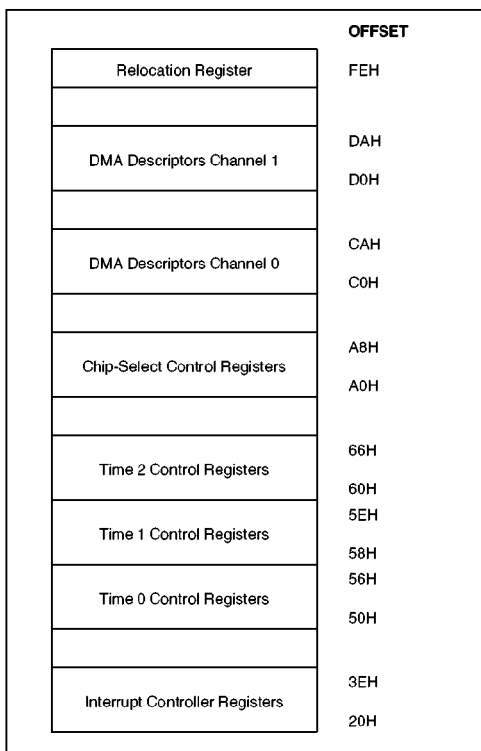 OFFSET
Relocation Register FEH
DAH
DMA Descriptors Channel 1
D0H
CAH
DMA Descriptors Channel 0
C0H
A8H
Chip-Select Control Registers
A0H
66H
Time 2 Control Registers
60H
5EH
Time 1 Control Registers
58H
56H
Time 0 Control Registers
50H
3EH
Interrupt Controller Registers
20H